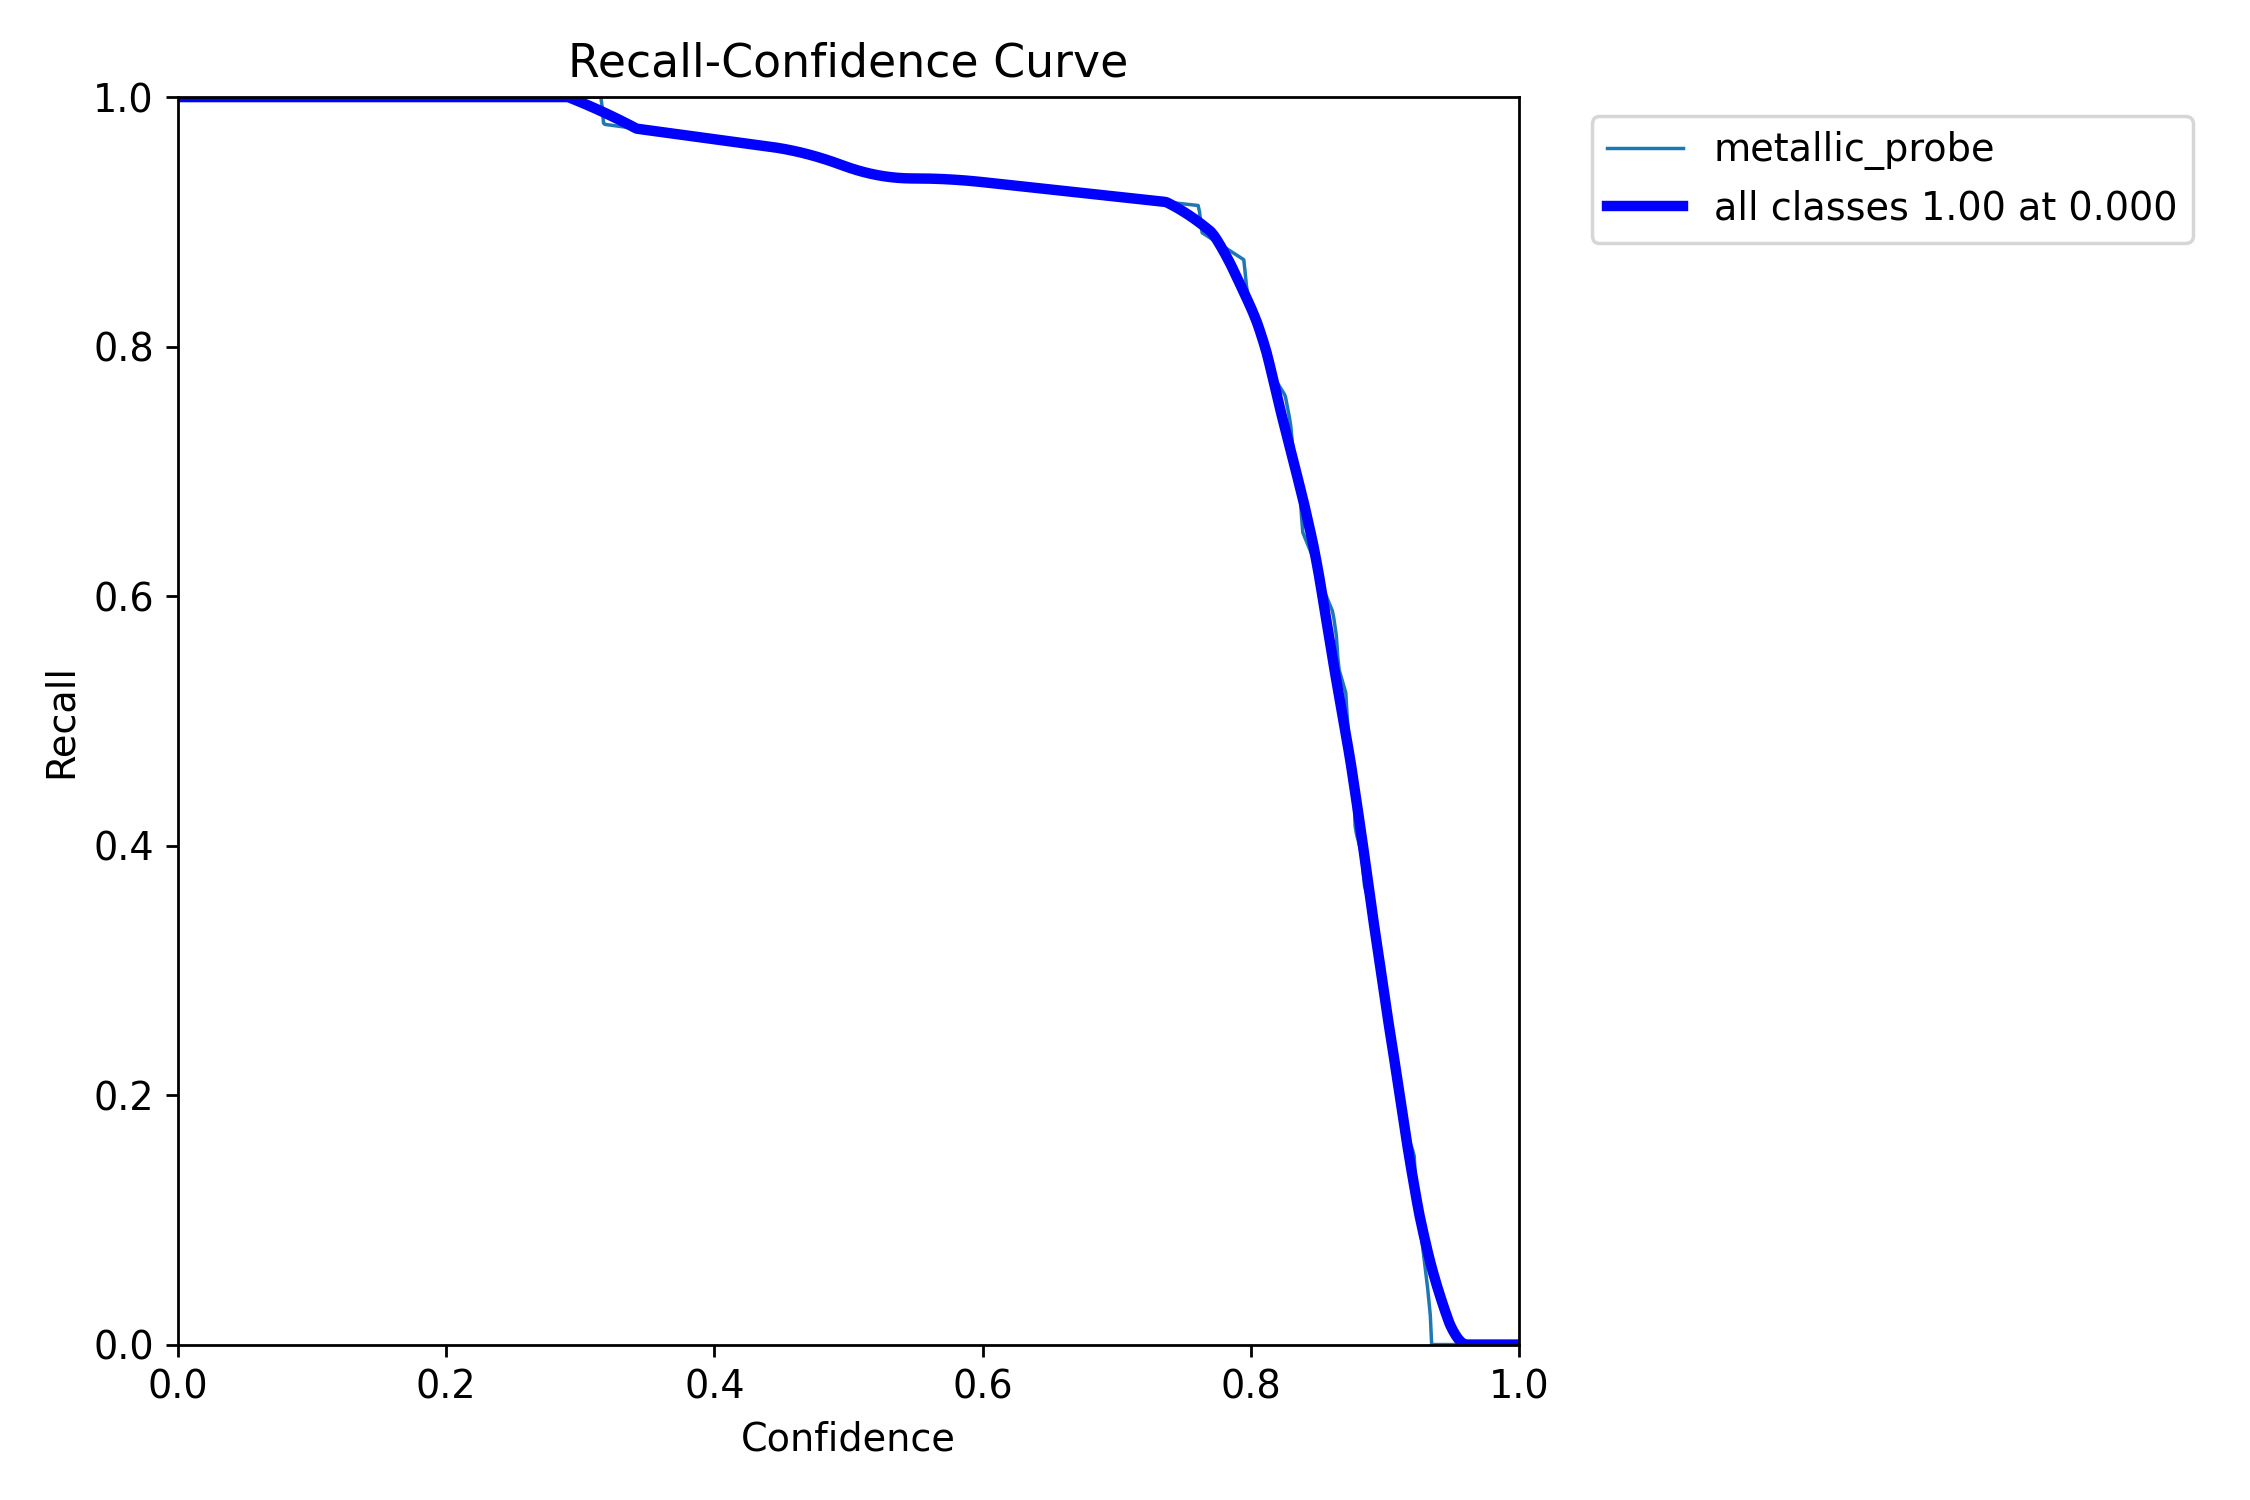 Recall-Confidence Curve
metallic_probe
all classes 1.00 at 0.000
Recall
1.0
0.8
0.6
0.4
0.2
0.0
0.0 0.2 0.4 0.6 0.8 1.0
Confidence